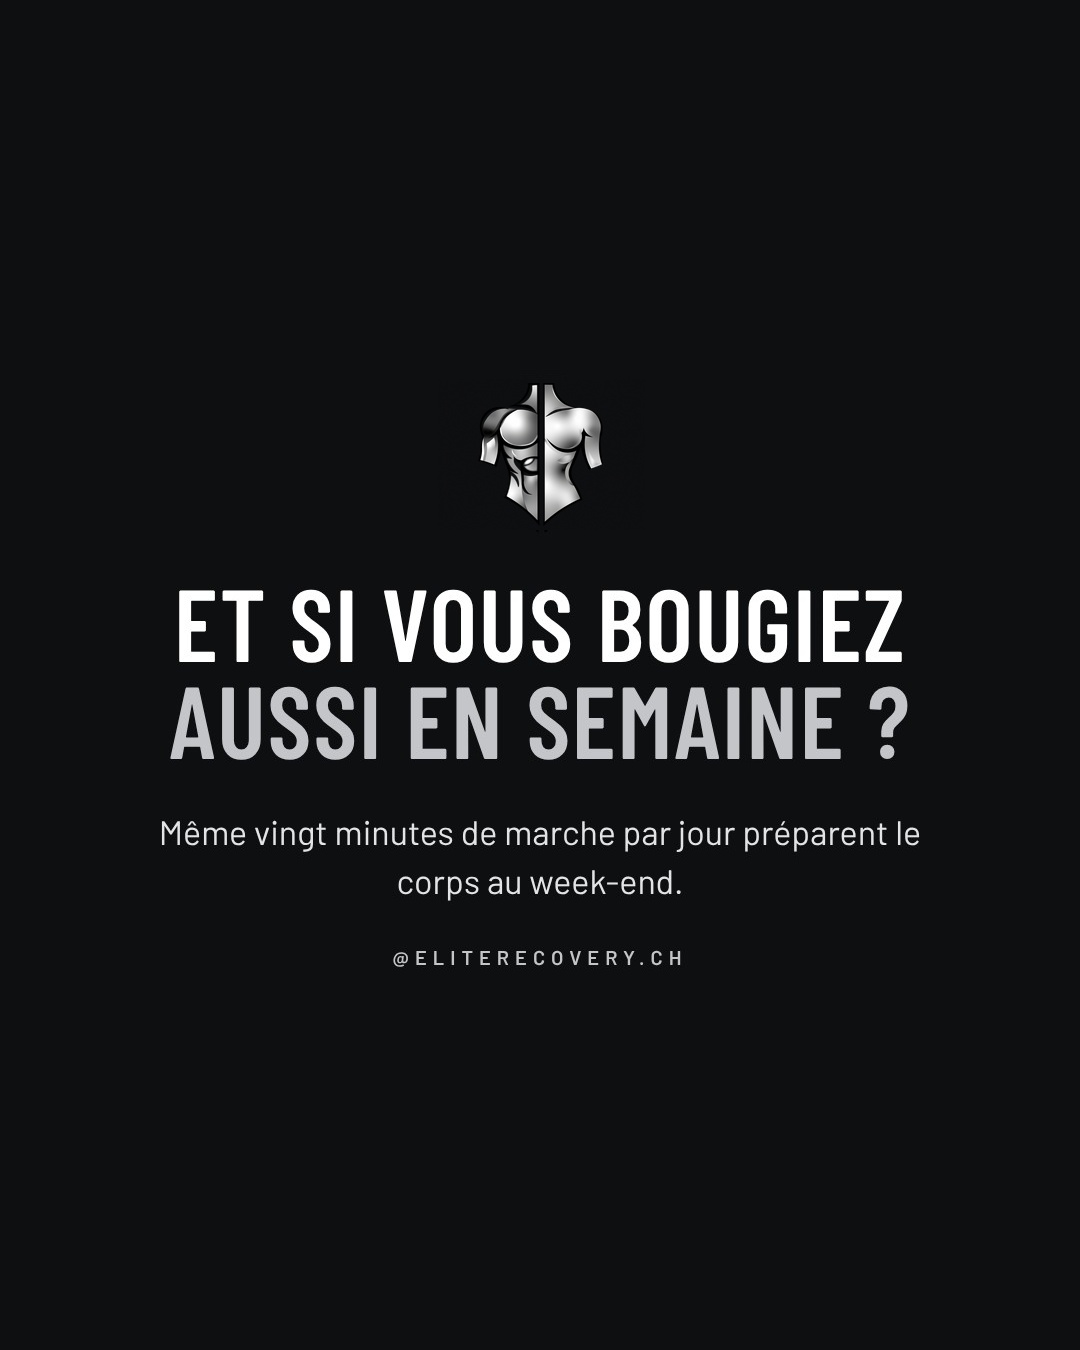 ET SI VOUS BOUGIEZ
AUSSI EN SEMAINE ?
Même vingt minutes de marche par jour préparent le
corps au week-end.
@ELITERECOVERY.CH